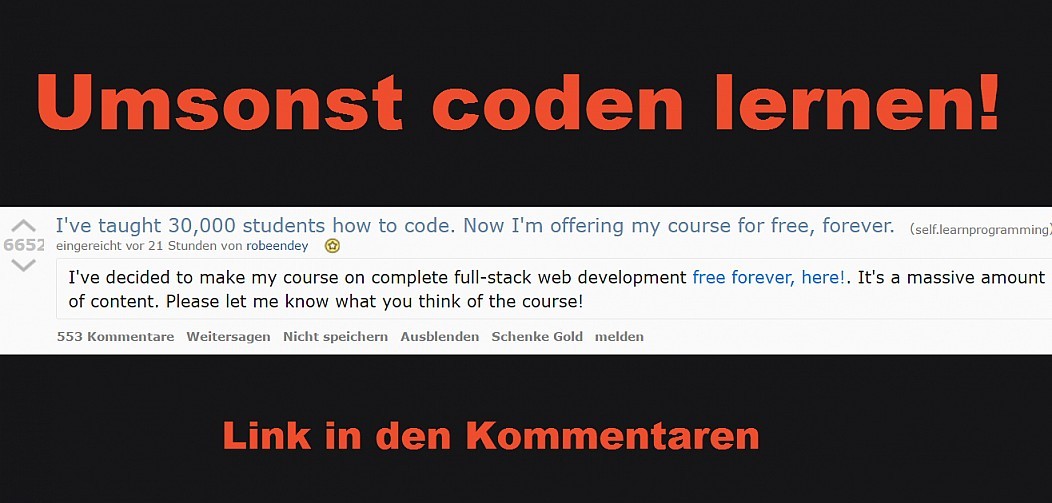 Umsonst coden lernen!
I've taught 30,000 students how to code. Now I'm offering my course for free, forever. (self.learnprogramming)
6652
eingereicht vor 21 Stunden von robeendey
I've decided to make my course on complete full-stack web development free forever, here!. It's a massive amount
of content. Please let me know what you think of the course!
553 Kommentare Weitersagen Nicht speichern Ausblenden Schenke Gold melden
Link in den Kommentaren